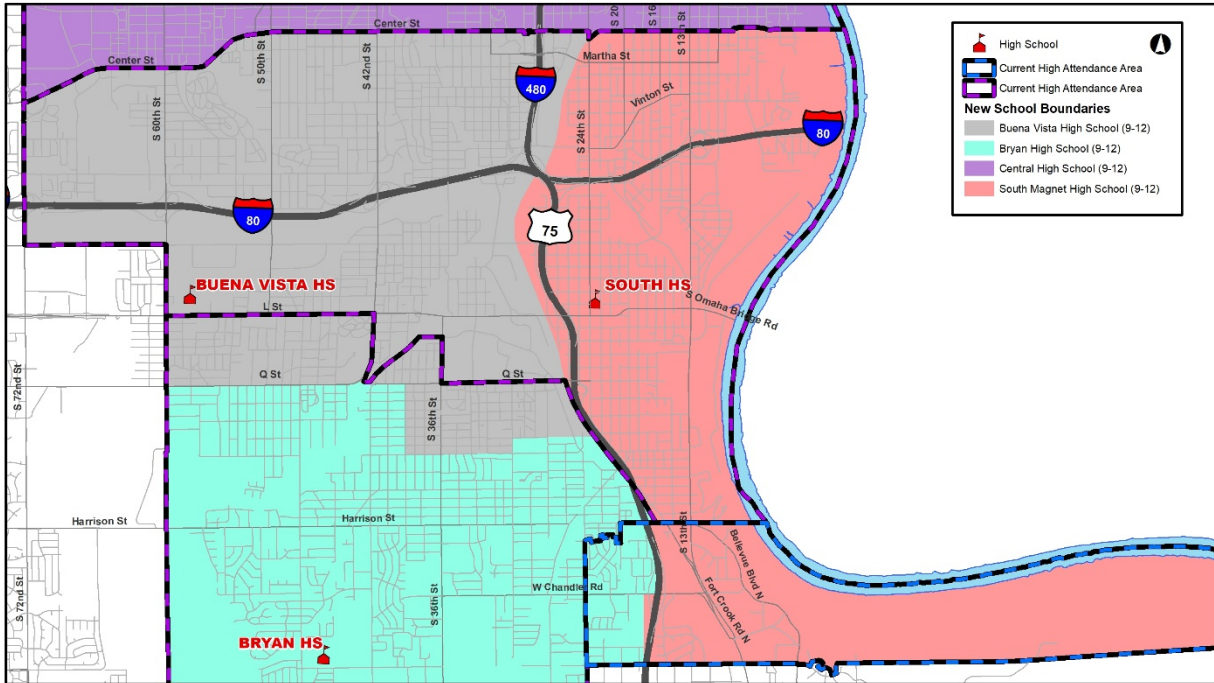 Center St
Center St
S 60th St
S 50th St
S 42nd St
480
S 20
S 16
S 13th St
Martha St
Vinton St
S 24th St
80
80
75
BUENA VISTA HS
SOUTH HS
L St
S Omaha Bridge Rd
Q St
Q St
S 72nd St
S 36th St
Harrison St
Harrison St
S 13th St
Bellevue Blvd N
W Chandler Rd
Fort Crook Rd N
S 72nd St
S 36th St
BRYAN HS
High School
Current High Attendance Area
Current High Attendance Area
New School Boundaries
Buena Vista High School (9-12)
Bryan High School (9-12)
Central High School (9-12)
South Magnet High School (9-12)